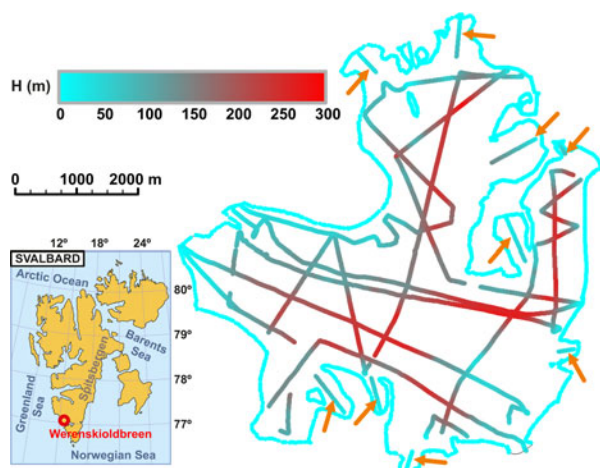 H (m)
0 50 100 150 200 250 300
0 1000 2000 m
12° 18° 24°
SVALBARD
Arctic Ocean
80°
Barents
Sea
79°
Spitsbergen
Greenland
Sea
78°
77°
Werenskioldbreen
Norwegian Sea